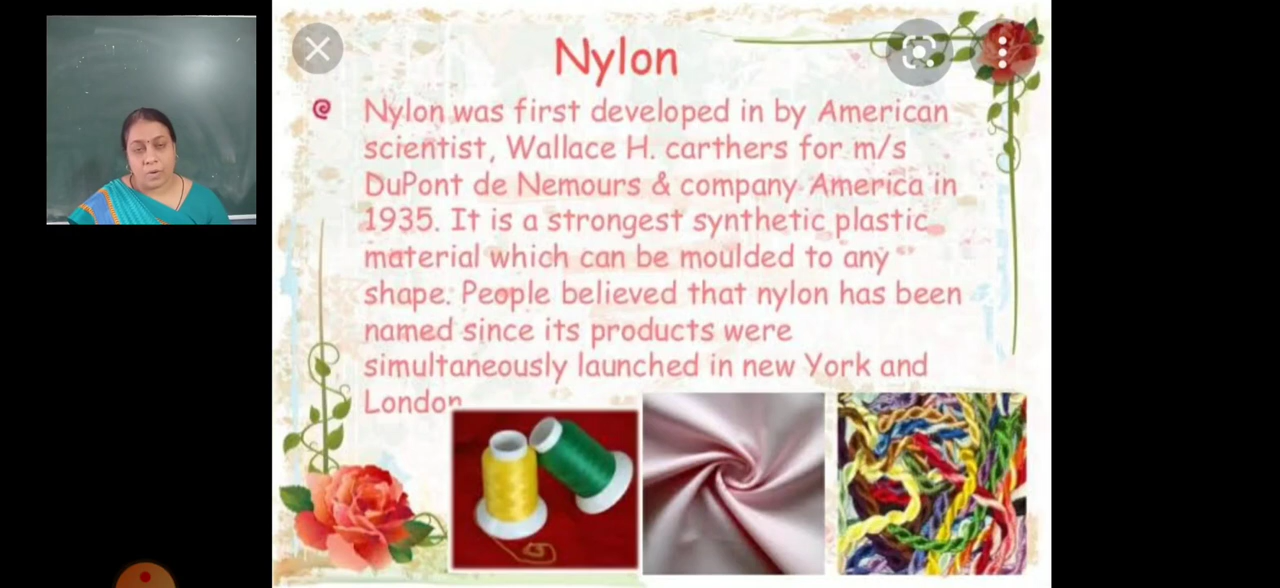 Nylon
Nylon was first developed in by American
scientist, Wallace H. carthers for m/s
DuPont de Nemours & company America in
1935. It is a strongest synthetic plastic
material which can be moulded to any
shape. People believed that nylon has been
named since its products were
simultaneously launched in new York and
London